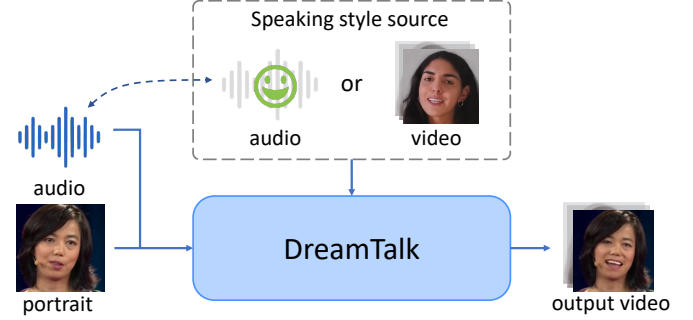 Speaking style source
or
audio
video
audio
DreamTalk
portrait
output video